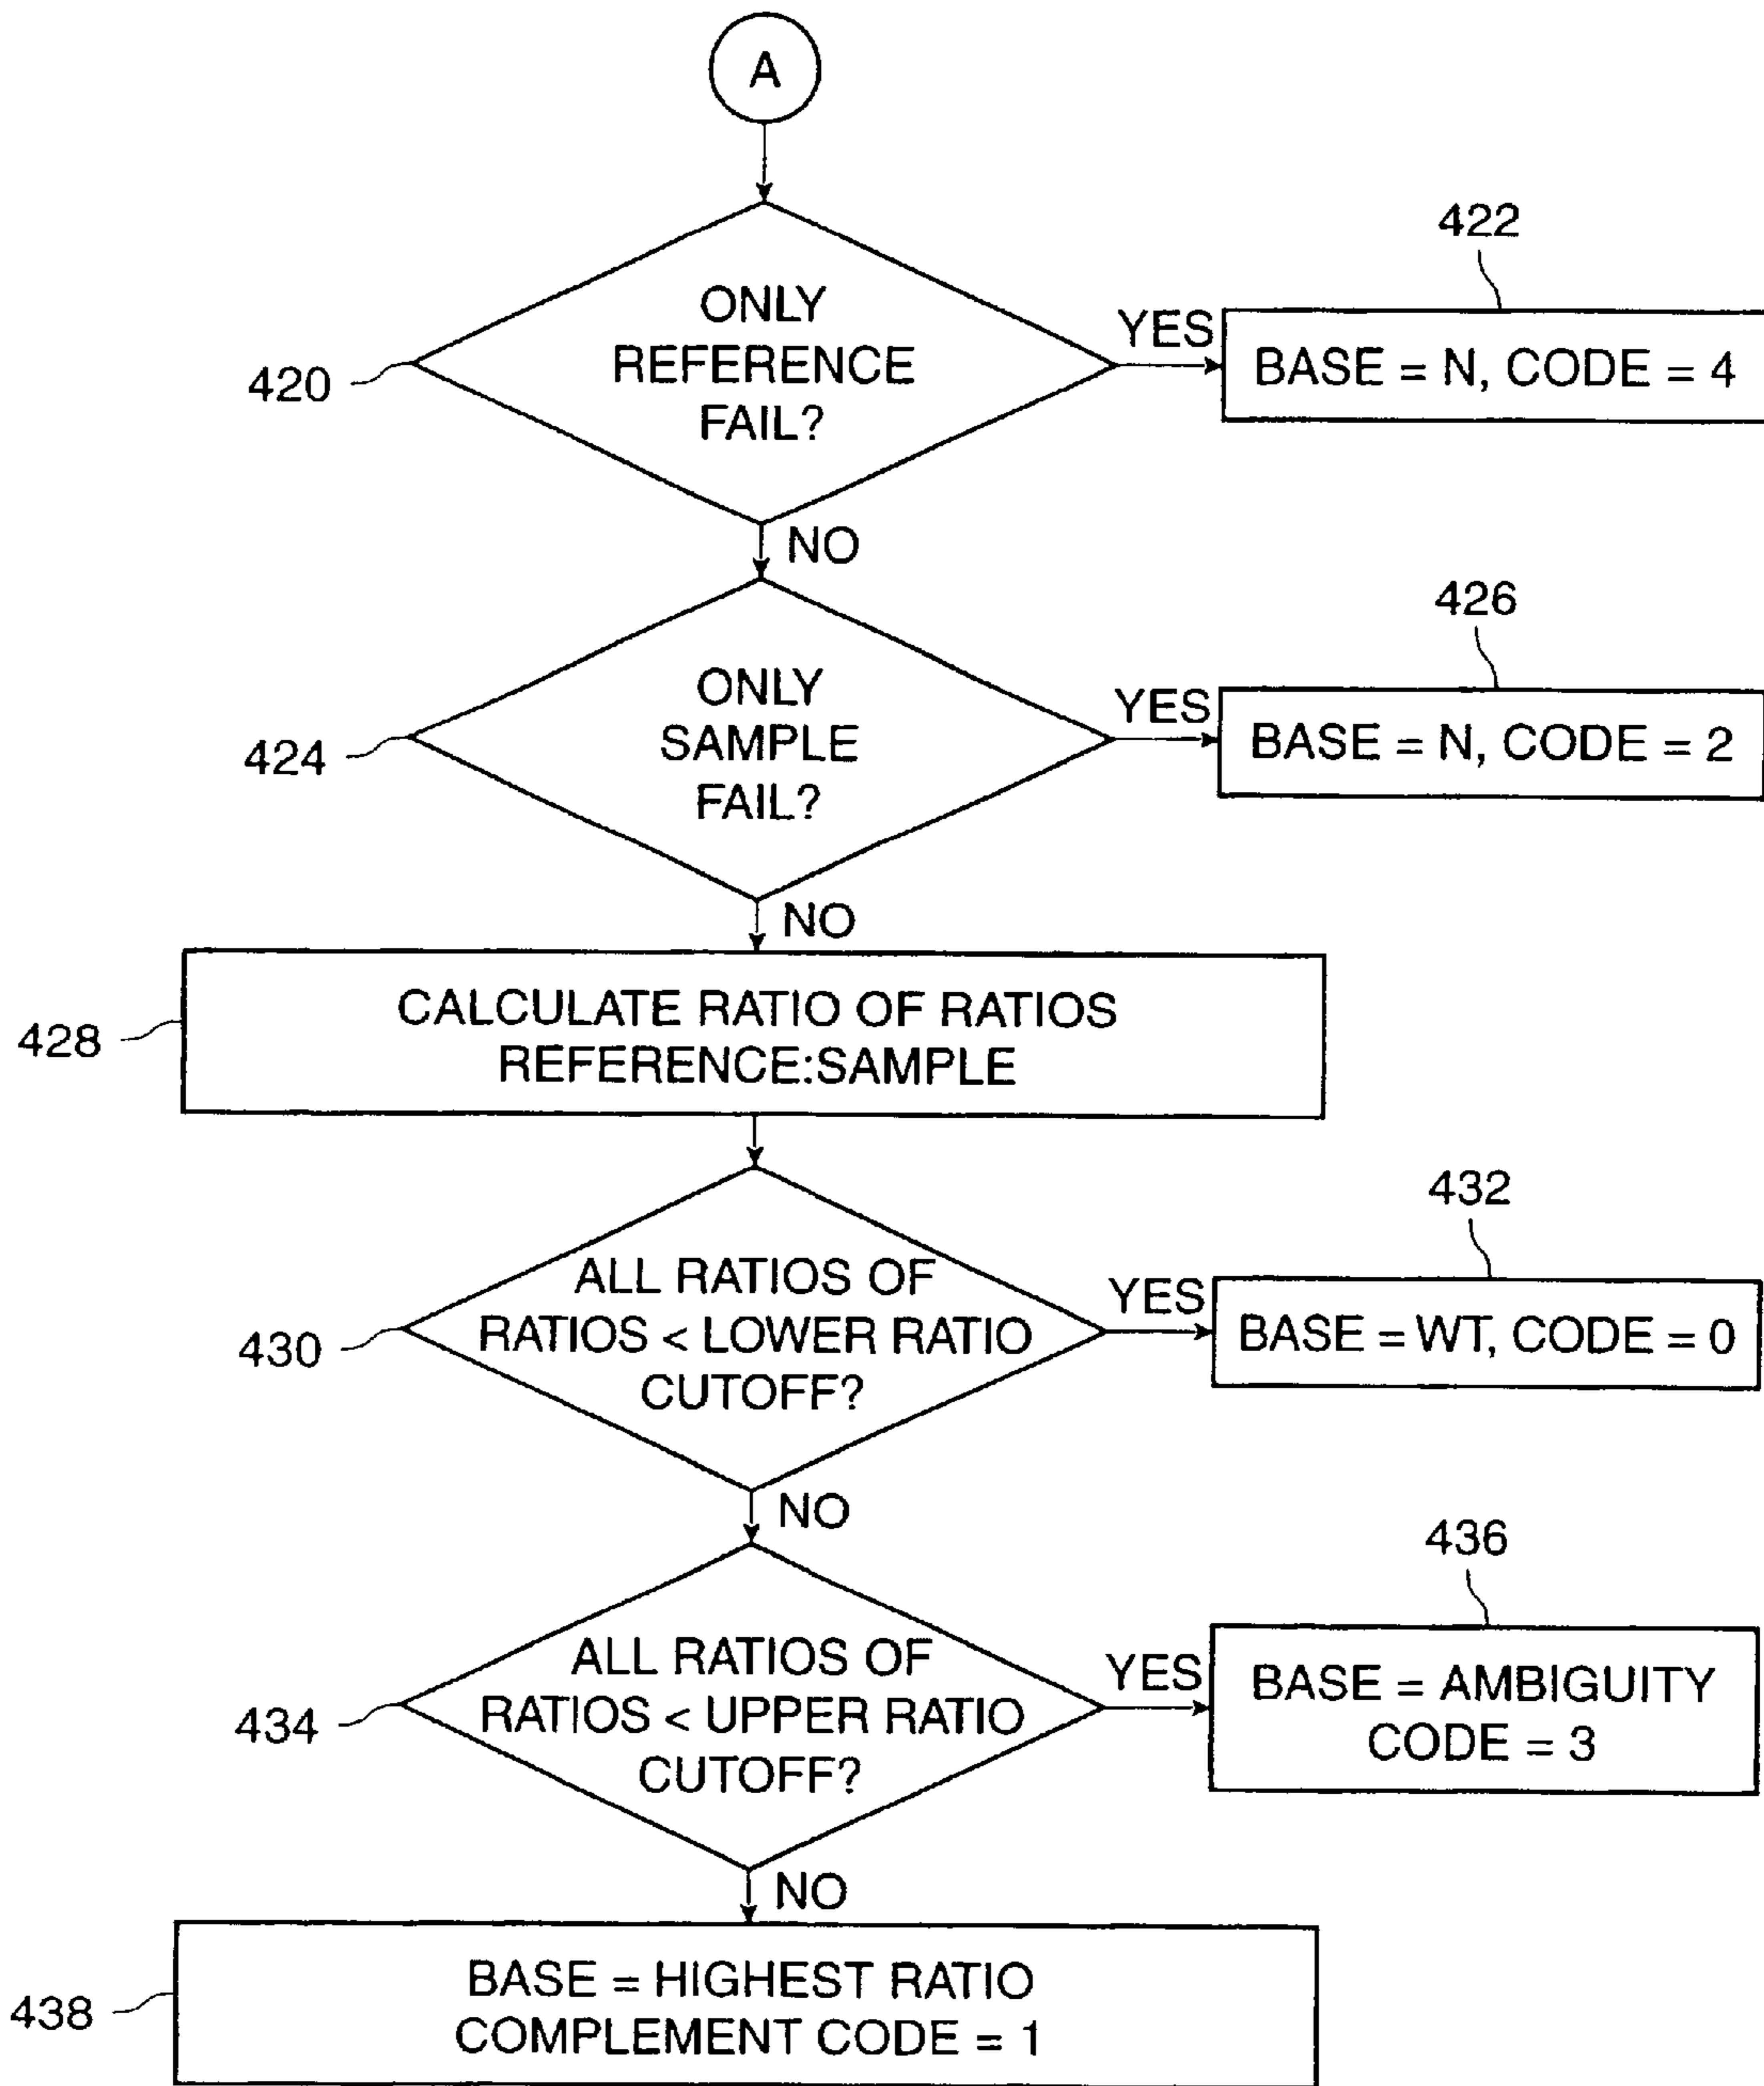 A
ONLY
REFERENCE
FAIL?
420
YES
422
BASE = N, CODE = 4
NO
ONLY
SAMPLE
FAIL?
424
YES
426
BASE = N, CODE = 2
NO
CALCULATE RATIO OF RATIOS
REFERENCE:SAMPLE
428
ALL RATIOS OF
RATIOS < LOWER RATIO
CUTOFF?
430
YES
432
BASE = WT, CODE = 0
NO
ALL RATIOS OF
RATIOS < UPPER RATIO
CUTOFF?
434
YES
436
BASE = AMBIGUITY
CODE = 3
NO
BASE = HIGHEST RATIO
COMPLEMENT CODE = 1
438